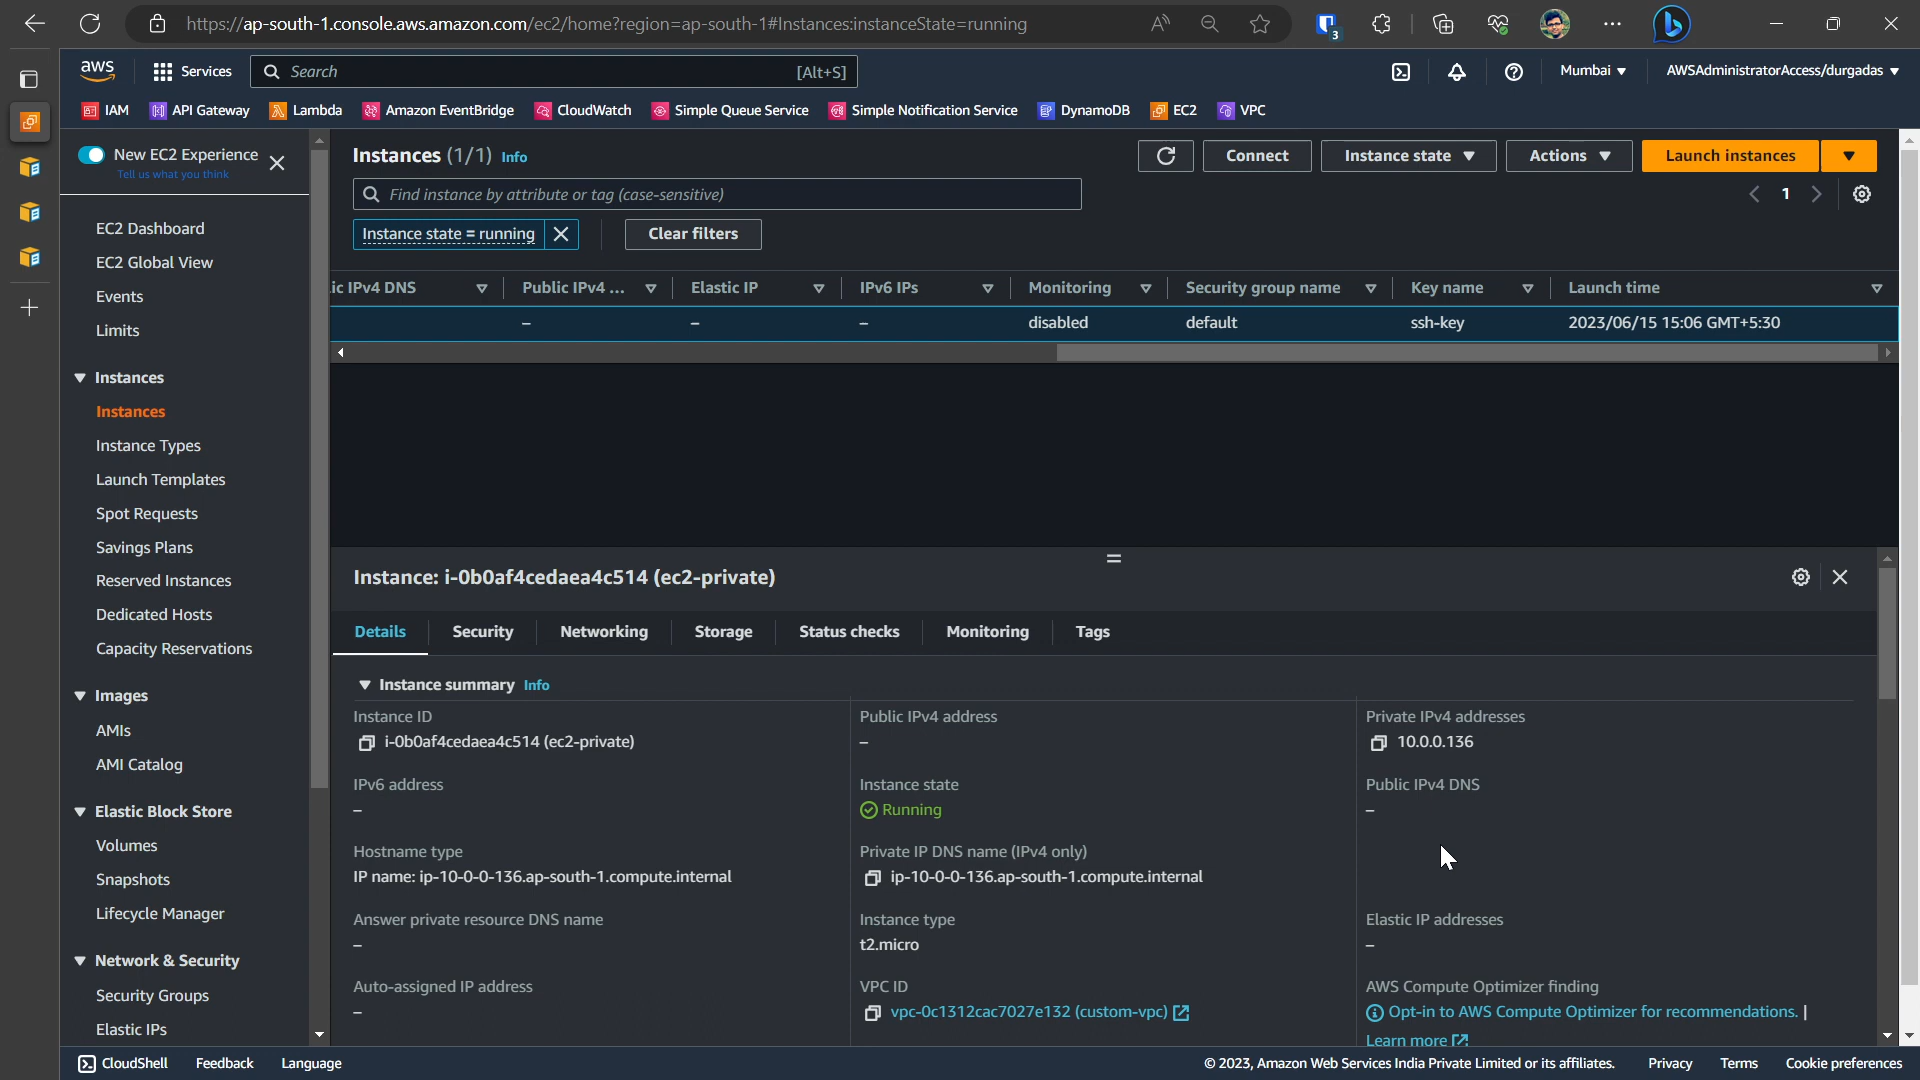 https://ap-south-1.console.aws.amazon.com/ec2/home?region=ap-south-1#Instances:instanceState=running
3
aws
Services
Search
[Alt+S]
Mumbai
AWSAdministratorAccess/durgadas
IAM
API Gateway
Lambda
Amazon EventBridge
CloudWatch
Simple Queue Service
Simple Notification Service
DynamoDB
EC2
VPC
New EC2 Experience
Tell us what you think
EC2 Dashboard
EC2 Global View
Events
Limits
Instances
Instances
Instance Types
Launch Templates
Spot Requests
Savings Plans
Reserved Instances
Dedicated Hosts
Capacity Reservations
Images
AMIs
AMI Catalog
Elastic Block Store
Volumes
Snapshots
Lifecycle Manager
Network & Security
Security Groups
Elastic IPs
Instances (1/1) Info
Connect
Instance state
Actions
Launch instances
Find instance by attribute or tag (case-sensitive)
1
Instance state = running
Clear filters
ic IPv4 DNS
Public IPv4 ...
Elastic IP
IPv6 IPs
Monitoring
Security group name
Key name
Launch time
–
–
–
disabled
default
ssh-key
2023/06/15 15:06 GMT+5:30
Instance: i-0b0af4cedaea4c514 (ec2-private)
Details
Security
Networking
Storage
Status checks
Monitoring
Tags
Instance summary Info
Instance ID
i-0b0af4cedaea4c514 (ec2-private)
Public IPv4 address
–
Private IPv4 addresses
10.0.0.136
IPv6 address
–
Instance state
Running
Public IPv4 DNS
–
Hostname type
IP name: ip-10-0-0-136.ap-south-1.compute.internal
Private IP DNS name (IPv4 only)
ip-10-0-0-136.ap-south-1.compute.internal
Answer private resource DNS name
–
Instance type
t2.micro
Elastic IP addresses
–
Auto-assigned IP address
–
VPC ID
vpc-0c1312cac7027e132 (custom-vpc)
AWS Compute Optimizer finding
Opt-in to AWS Compute Optimizer for recommendations. |
Learn more
CloudShell
Feedback
Language
© 2023, Amazon Web Services India Private Limited or its affiliates.
Privacy
Terms
Cookie preferences